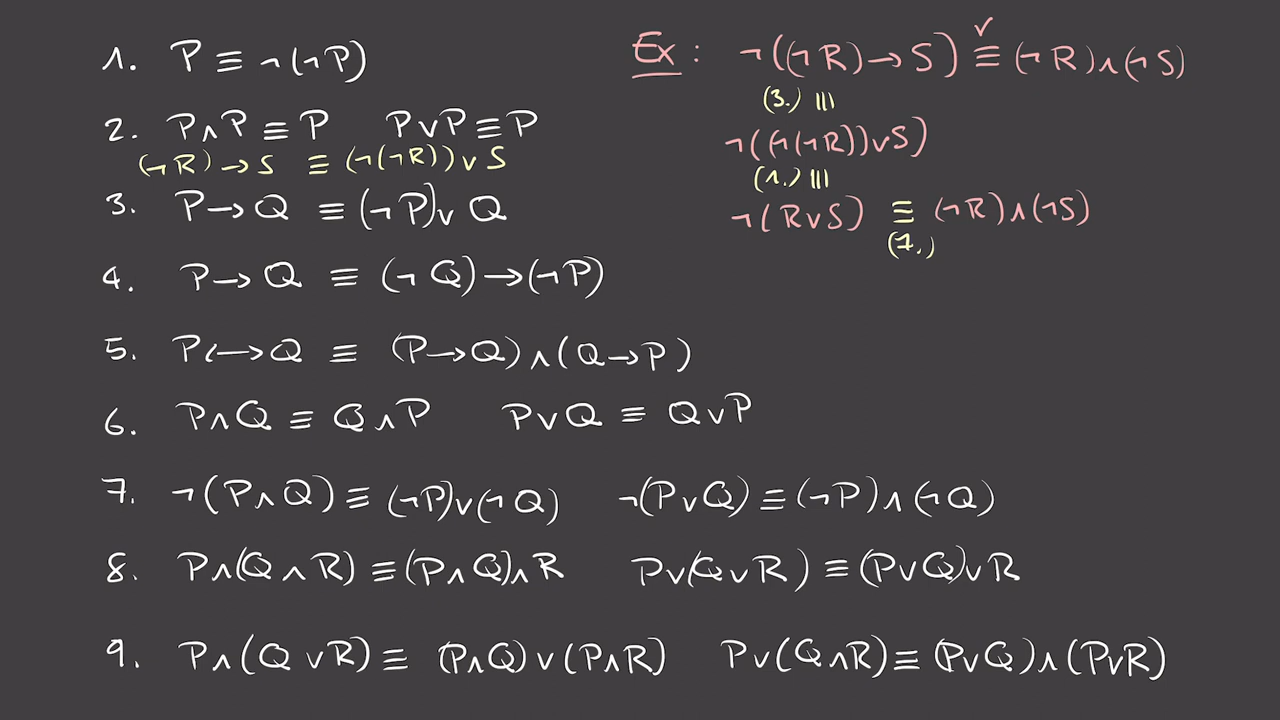 1. P ≡ ¬(¬P)
2. P∧P ≡ P P∨P ≡ P
(¬R) → S ≡ (¬(¬R)) ∨ S
3. P → Q ≡ (¬P) ∨ Q
4. P → Q ≡ (¬Q) → (¬P)
5. P ⟷ Q ≡ (P → Q) ∧ (Q → P)
6. P∧Q ≡ Q∧P P∨Q ≡ Q∨P
7. ¬(P∧Q) ≡ (¬P)∨(¬Q) ¬(P∨Q) ≡ (¬P)∧(¬Q)
8. P∧(Q∧R) ≡ (P∧Q)∧R P∨(Q∨R) ≡ (P∨Q)∨R
9. P∧(Q∨R) ≡ (P∧Q)∨(P∧R) P∨(Q∧R) ≡ (P∨Q)∧(P∨R)
Ex: ¬((¬R) → S) ≡ (¬R)∧(¬S)
✓
(3.) |||
¬((¬(¬R))∨S)
(1.) |||
¬(R∨S) ≡ (¬R)∧(¬S)
(7.)